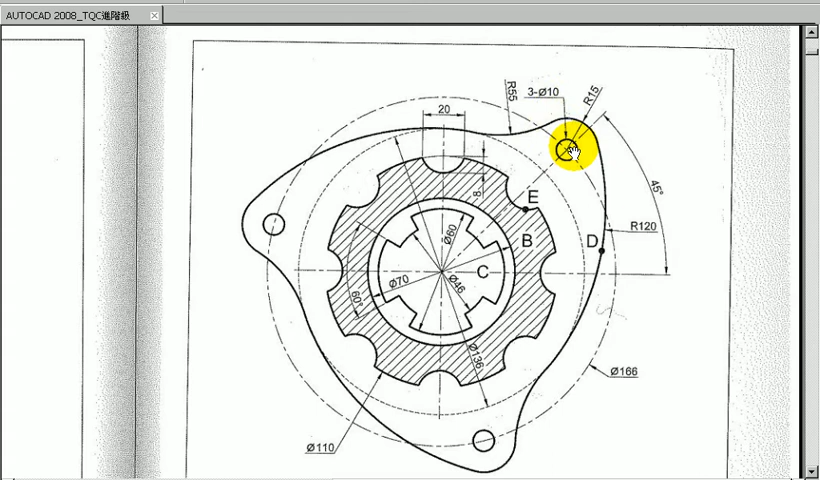 AUTOCAD 2008_TQC進階級
R55
3-Ø10
R15
20
45°
8
E
Ø60
B
D
R120
C
Ø70
Ø46
60°
Ø136
Ø166
Ø110